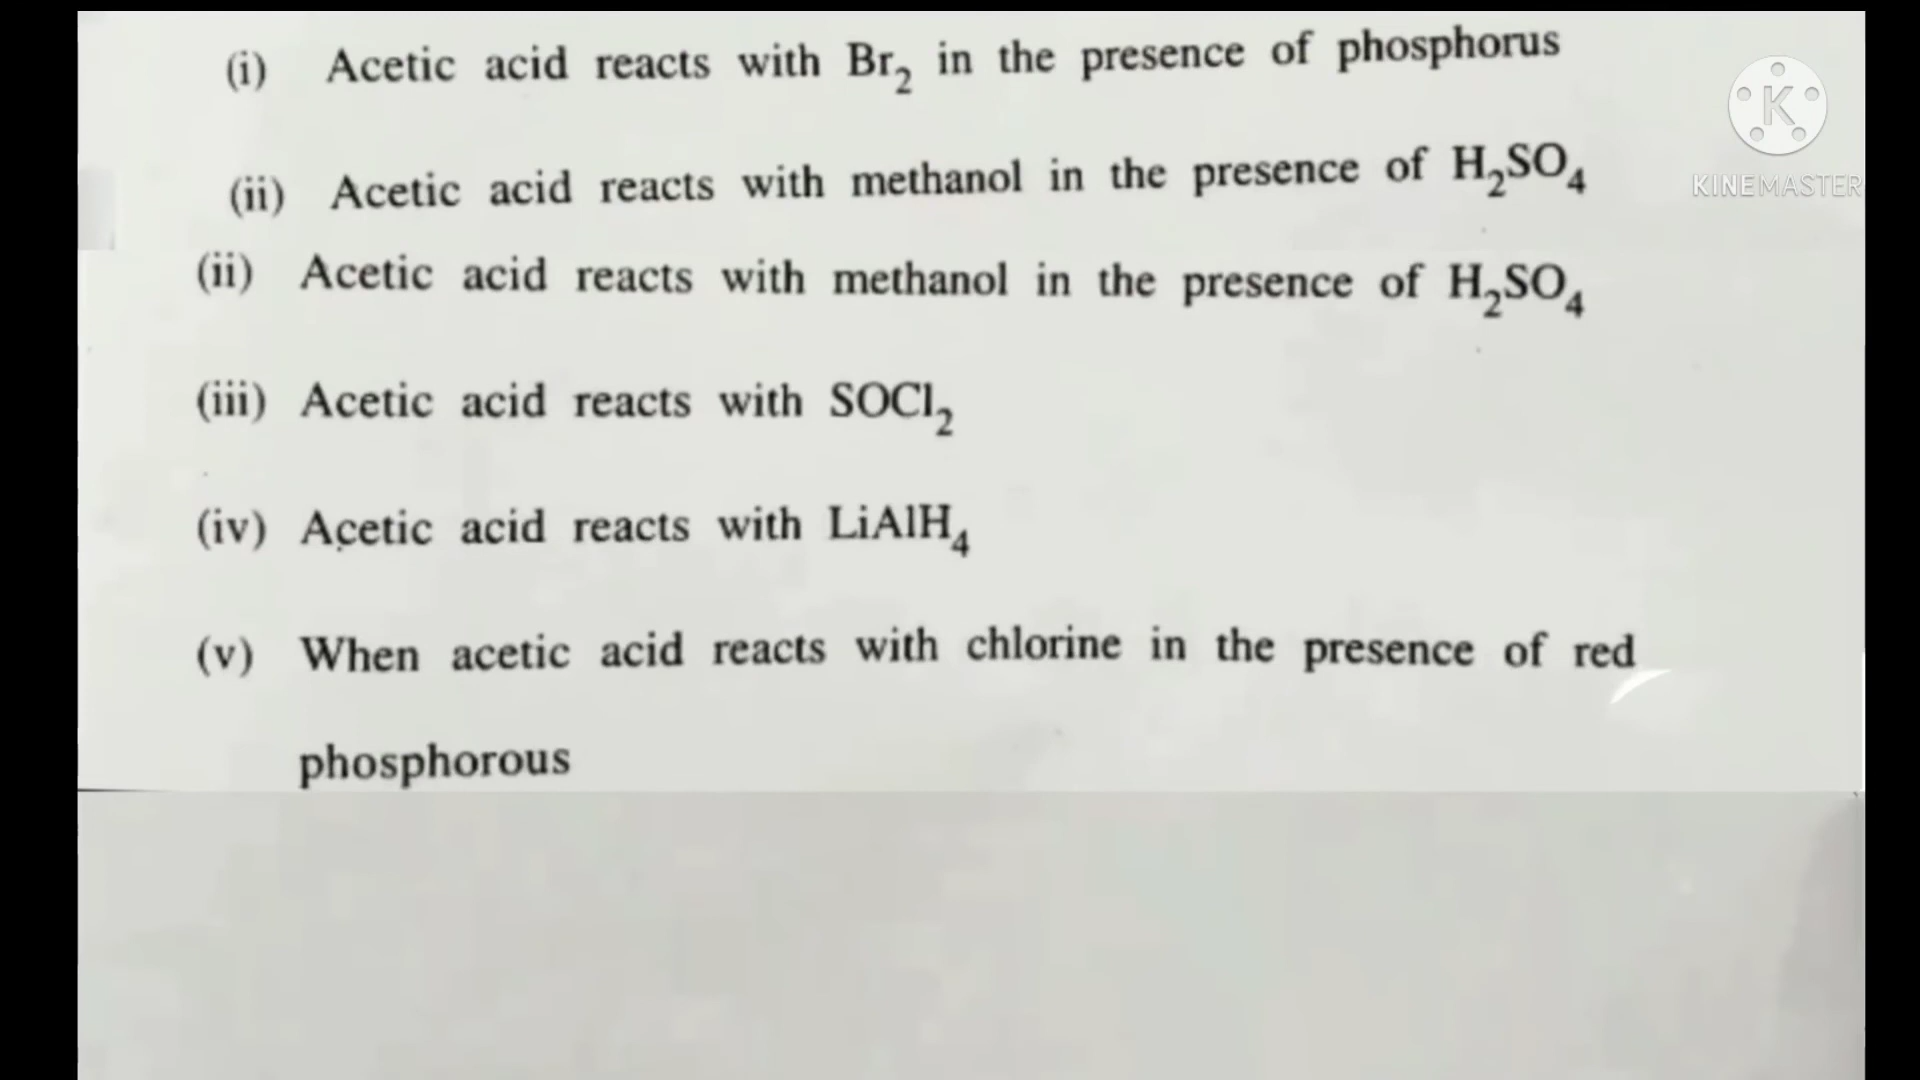 (i) Acetic acid reacts with Br₂ in the presence of phosphorus
K
KINEMASTER
(ii) Acetic acid reacts with methanol in the presence of H₂SO₄
(ii) Acetic acid reacts with methanol in the presence of H₂SO₄
(iii) Acetic acid reacts with SOCl₂
(iv) Acetic acid reacts with LiAlH₄
(v) When acetic acid reacts with chlorine in the presence of red
phosphorous